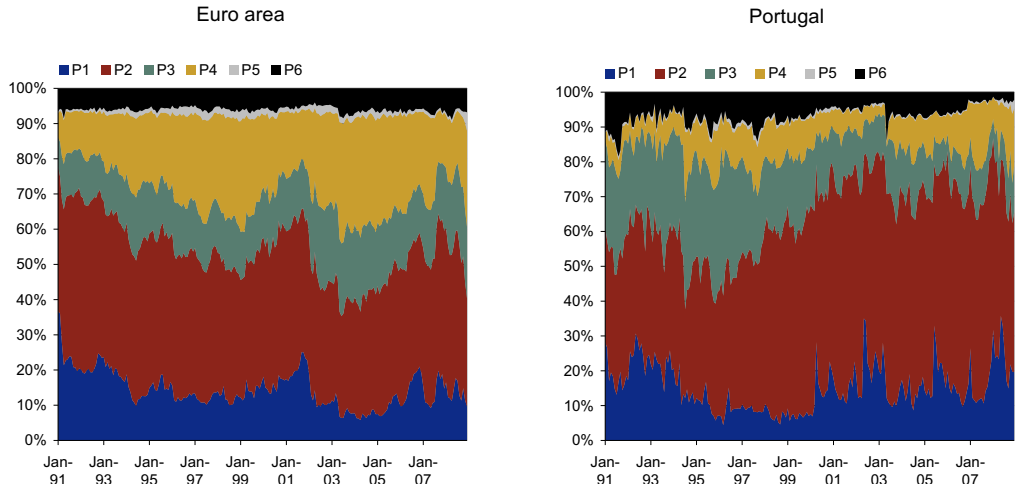 Euro area
P1 P2 P3 P4 P5 P6
100%
90%
80%
70%
60%
50%
40%
30%
20%
10%
0%
Jan- Jan- Jan- Jan- Jan- Jan- Jan- Jan- Jan-
91 93 95 97 99 01 03 05 07
Portugal
P1 P2 P3 P4 P5 P6
100%
90%
80%
70%
60%
50%
40%
30%
20%
10%
0%
Jan- Jan- Jan- Jan- Jan- Jan- Jan- Jan- Jan-
91 93 95 97 99 01 03 05 07